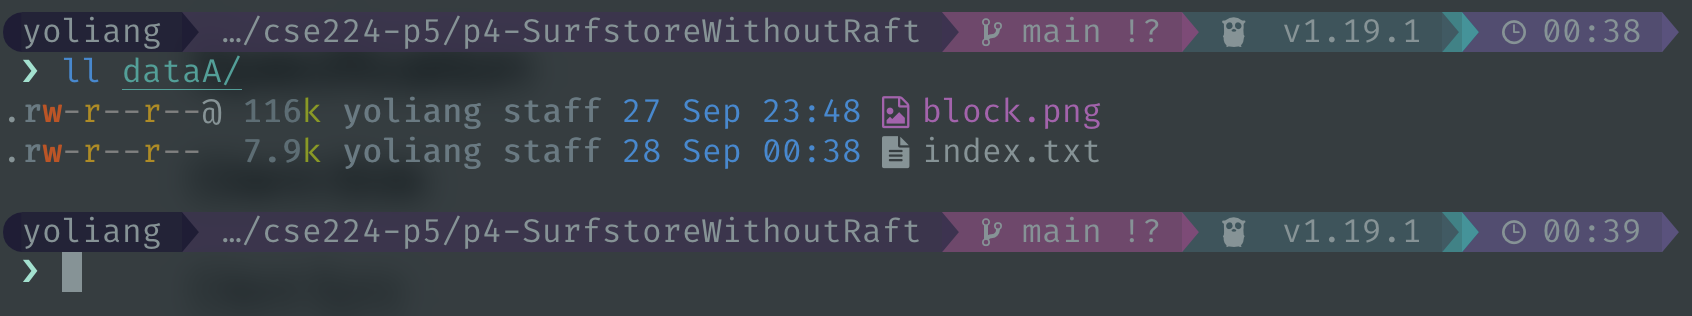 yoliang …/cse224-p5/p4-SurfstoreWithoutRaft main !? v1.19.1 00:38
❯ ll dataA/
.rw-r--r--@ 116k yoliang staff 27 Sep 23:48 block.png
.rw-r--r-- 7.9k yoliang staff 28 Sep 00:38 index.txt
yoliang …/cse224-p5/p4-SurfstoreWithoutRaft main !? v1.19.1 00:39
❯